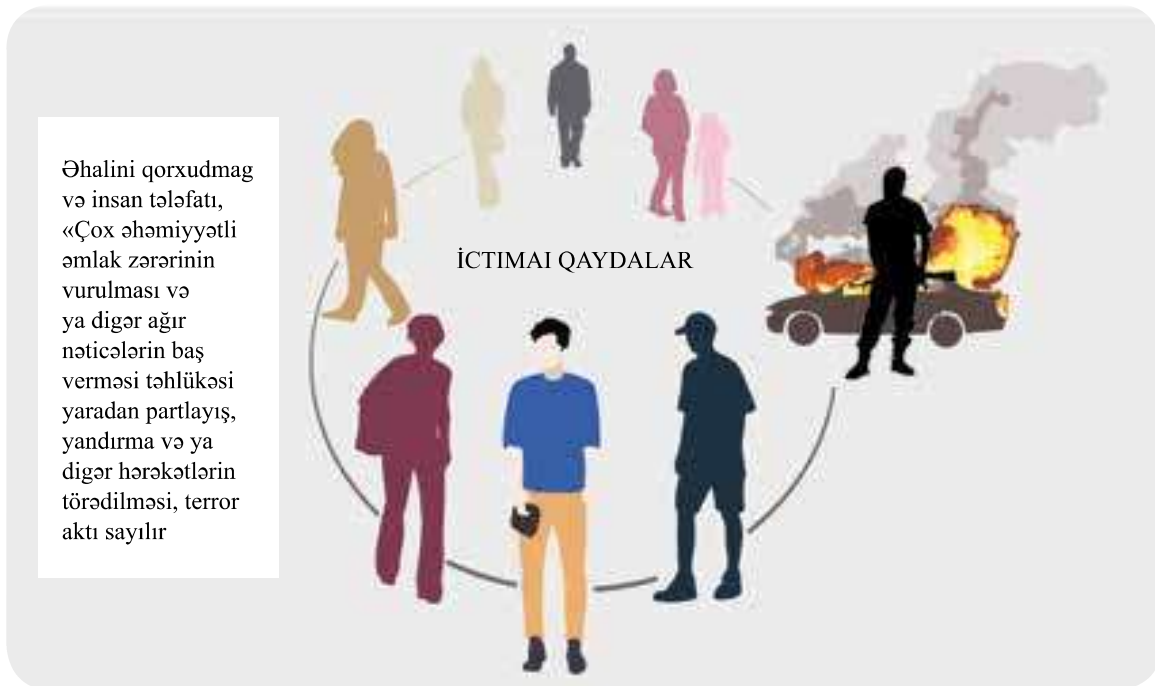 Əhalini qorxudmag
və insan tələfatı,
«Çox əhəmiyyətli
əmlak zərərinin
vurulması və
ya digər ağır
nəticələrin baş
verməsi təhlükəsi
yaradan partlayış,
yandırma və ya
digər hərəkətlərin
törədilməsi, terror
aktı sayılır
İCTIMAI QAYDALAR